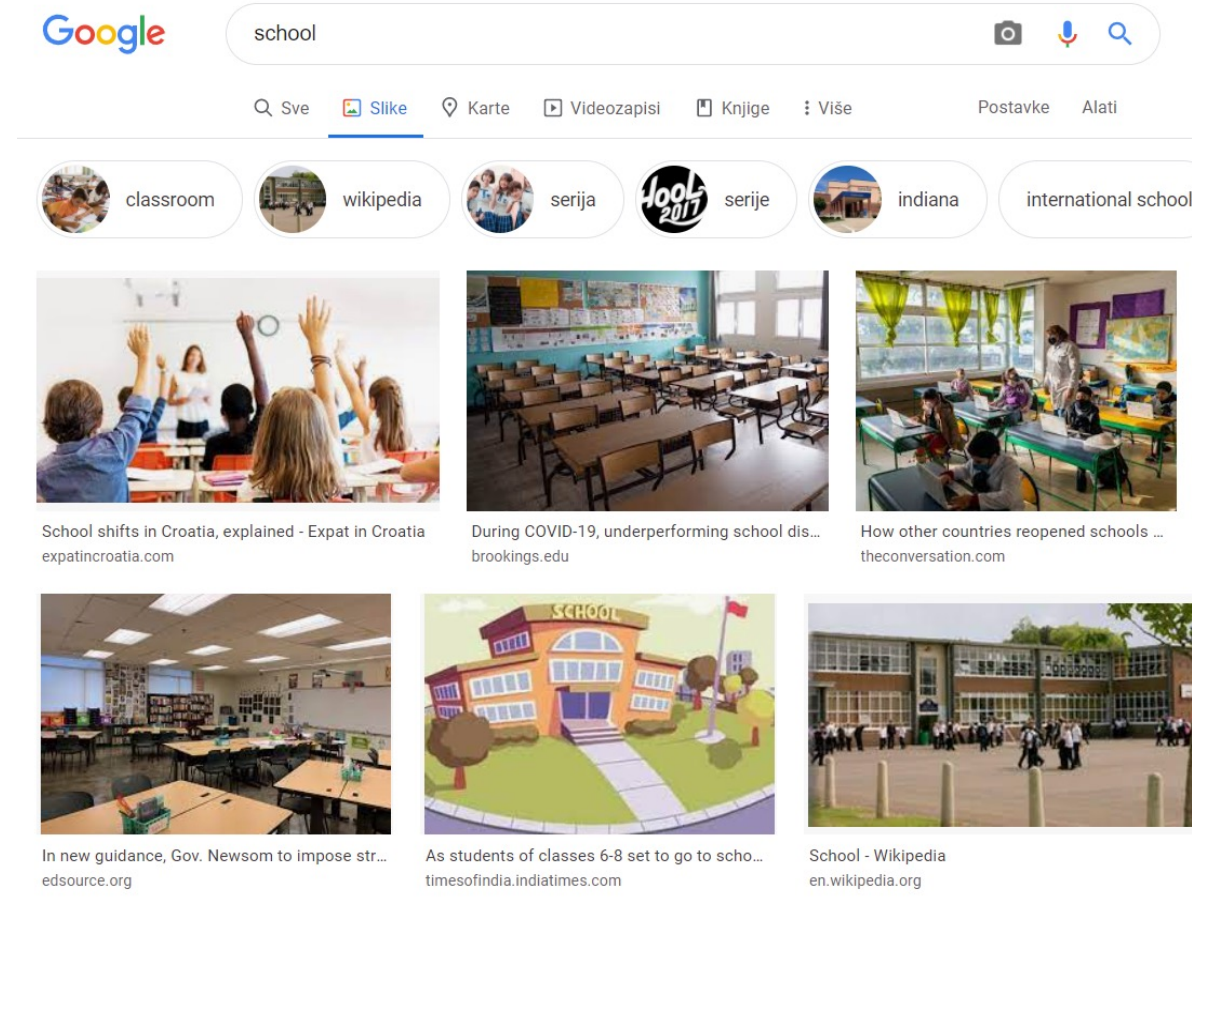 Google
school
Sve Slike Karte Videozapisi Knjige Više Postavke Alati
classroom wikipedia HOOL 2017 serija serije indiana international school
SCHOOL
School shifts in Croatia, explained - Expat in Croatia
expatincroatia.com
During COVID-19, underperforming school dis...
brookings.edu
How other countries reopened schools ...
theconversation.com
In new guidance, Gov. Newsom to impose str...
edsource.org
As students of classes 6-8 set to go to scho...
timesofindia.indiatimes.com
School - Wikipedia
en.wikipedia.org